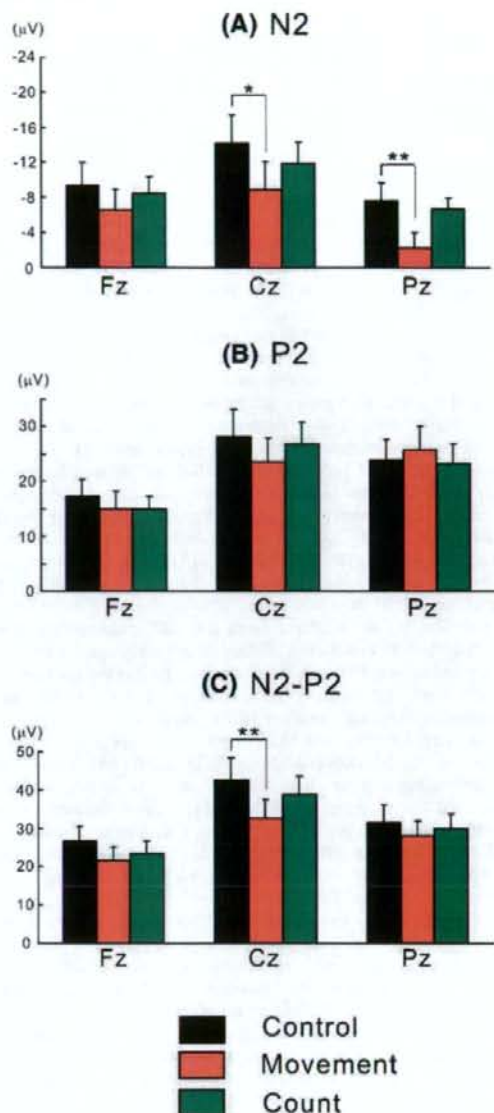 (A) N2
(μV)
-24
-20
-16
-12
-8
-4
0
*
**
Fz Cz Pz
(B) P2
(μV)
30
20
10
0
Fz Cz Pz
(C) N2-P2
(μV)
50
40
30
20
10
0
**
Fz Cz Pz
Control
Movement
Count